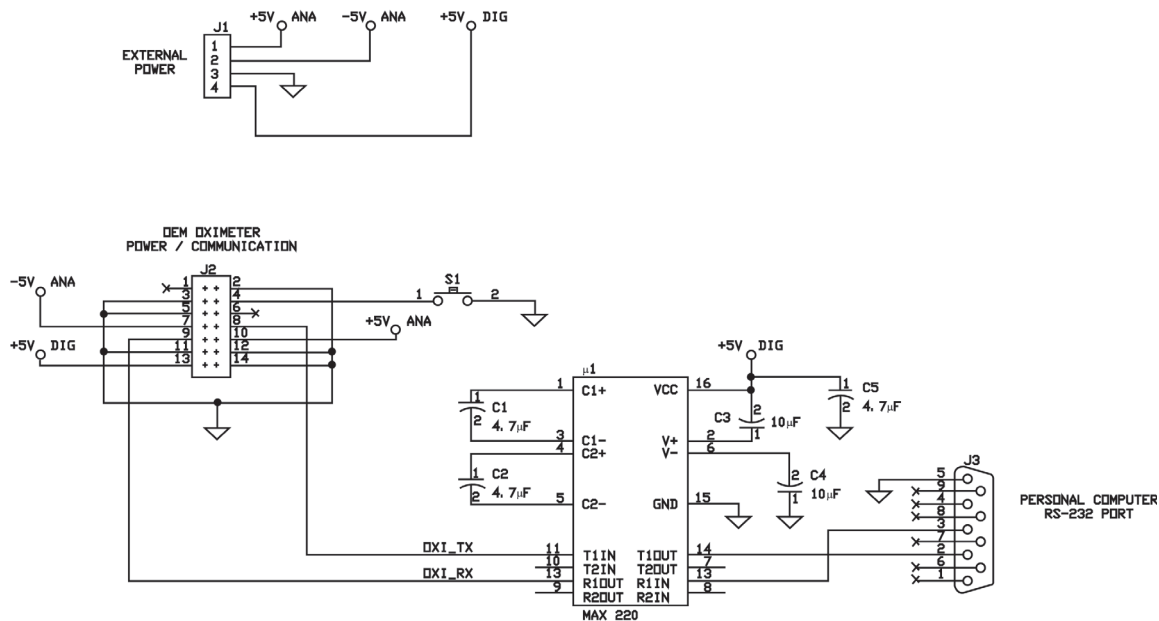 +5V ANA
-5V ANA
+5V DIG
J1
EXTERNAL
POWER
1
2
3
4
OEM OXIMETER
POWER / COMMUNICATION
J2
-5V ANA
+5V DIG
1
3
5
7
9
11
13
2
4
6
8
10
12
14
S1
1
2
+5V ANA
+5V DIG
μ1
1
C1+
3
C1-
4
C2+
5
C2-
VCC
16
V+
2
V-
6
GND
15
1
C1
2
4.7μF
1
C2
2
4.7μF
C3
2
10μF
1
1
C5
2
4.7μF
2
C4
1
10μF
OXI_TX
OXI_RX
11
T1IN
10
T2IN
13
R1OUT
9
R2OUT
T1OUT
14
T2OUT
7
R1IN
13
R2IN
8
MAX 220
J3
5
9
4
8
3
7
2
6
1
PERSONAL COMPUTER
RS-232 PORT